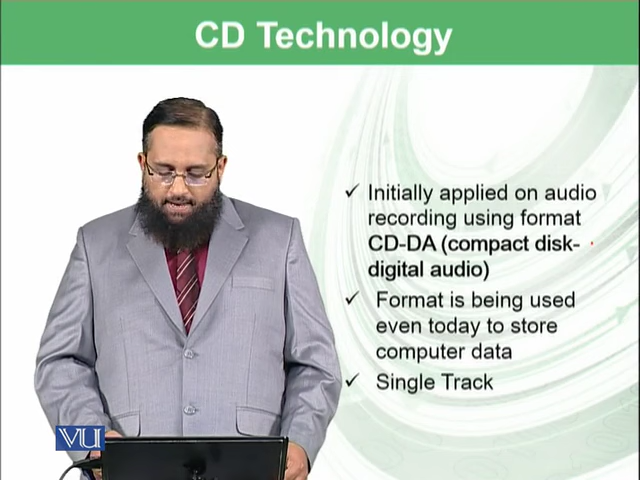 CD Technology
✓ Initially applied on audio
recording using format
CD-DA (compact disk-
digital audio)
✓ Format is being used
even today to store
computer data
✓ Single Track
VU